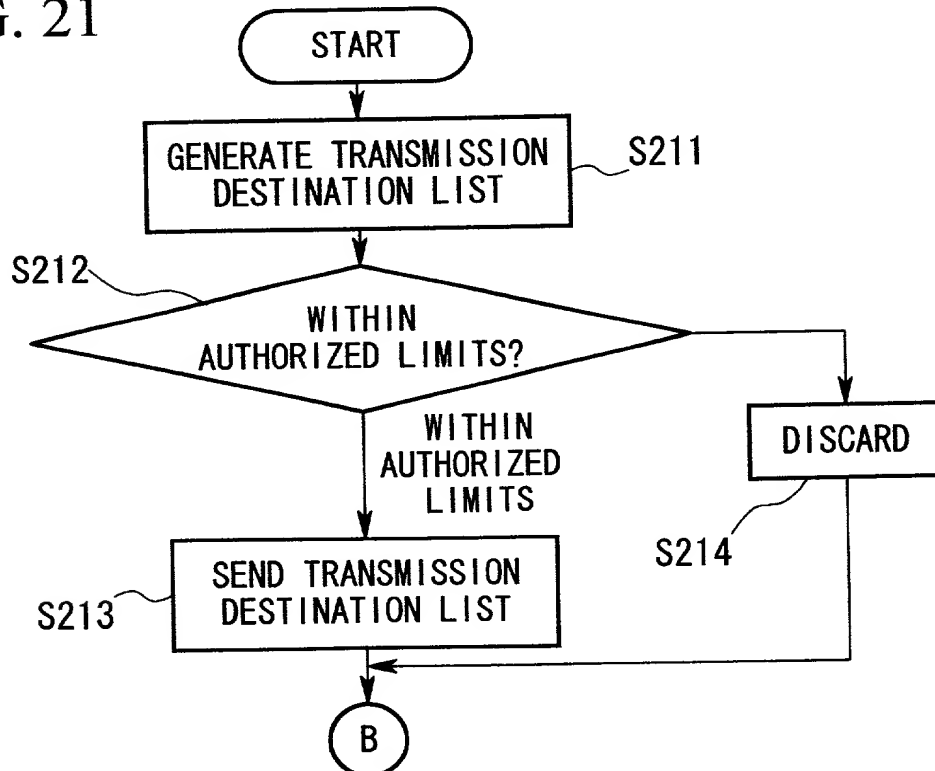 G. 21
START
GENERATE TRANSMISSION
DESTINATION LIST
S211
S212
WITHIN
AUTHORIZED LIMITS?
WITHIN
AUTHORIZED
LIMITS
DISCARD
S214
SEND TRANSMISSION
DESTINATION LIST
S213
B